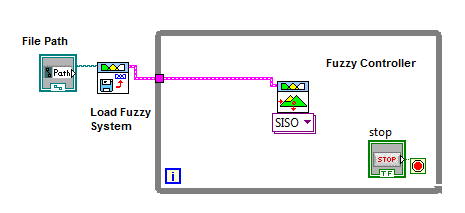 File Path
Path
Load Fuzzy
System
Fuzzy Controller
SISO
stop
STOP
TF
i